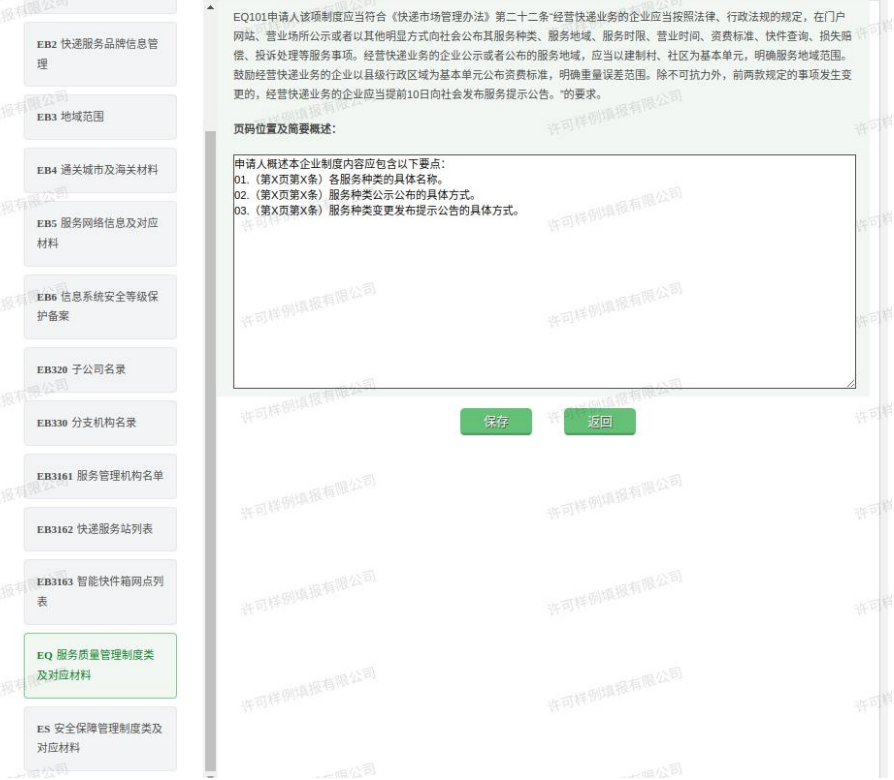 EB2 快递服务品牌信息管
理
EB3 地域范围
EB4 通关城市及海关材料
EB5 服务网络信息及对应
材料
EB6 信息系统安全等级保
护备案
EB320 子公司名录
EB330 分支机构名录
EB3161 服务管理机构名单
EB3162 快递服务站列表
EB3163 智能快件箱网点列
表
EQ 服务质量管理制度类
及对应材料
ES 安全保障管理制度类及
对应材料
EQ101申请人该项制度应当符合《快递市场管理办法》第二十二条“经营快递业务的企业应当按照法律、行政法规的规定，在门户
网站、营业场所公示或者以其他明显方式向社会公布其服务种类、服务地域、服务时限、营业时间、资费标准、快件查询、损失赔
偿、投诉处理等服务事项。经营快递业务的企业公示或者公布的服务地域，应当以建制村、社区为基本单元，明确服务地域范围。
鼓励经营快递业务的企业以县级行政区域为基本单元公布资费标准，明确重量误差范围。除不可抗力外，前两款规定的事项发生变
更的，经营快递业务的企业应当提前10日向社会发布服务提示公告。”的要求。
页码位置及简要概述：
申请人概述本企业制度内容应包含以下要点：
01.（第X页第X条）各服务种类的具体名称。
02.（第X页第X条）服务种类公示公布的具体方式。
03.（第X页第X条）服务种类变更发布提示公告的具体方式。
保存 返回
许可样例填报有限公司